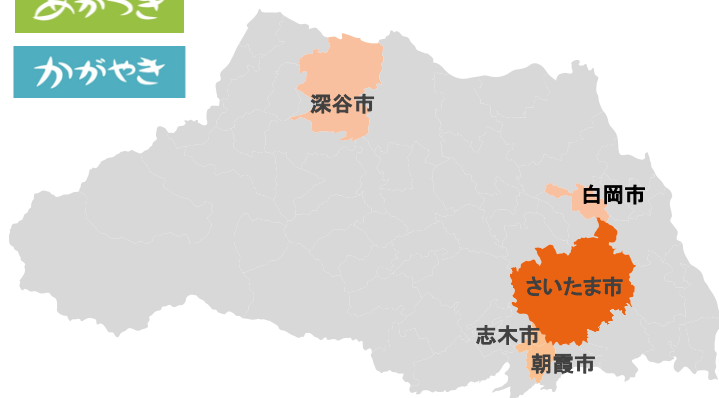 あかつき
かがやき
深谷市
白岡市
さいたま市
志木市
朝霞市